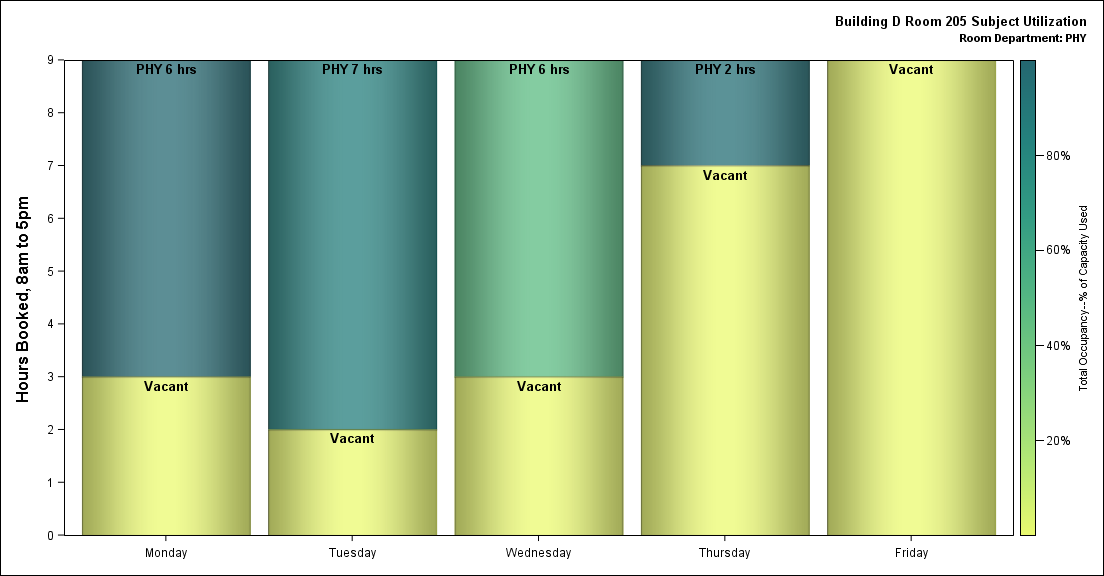 Building D Room 205 Subject Utilization
Room Department: PHY
Hours Booked, 8am to 5pm
9
8
7
6
5
4
3
2
1
0
PHY 6 hrs
Vacant
PHY 7 hrs
Vacant
PHY 6 hrs
Vacant
PHY 2 hrs
Vacant
Vacant
Monday
Tuesday
Wednesday
Thursday
Friday
80%
60%
40%
20%
Total Occupancy--% of Capacity Used